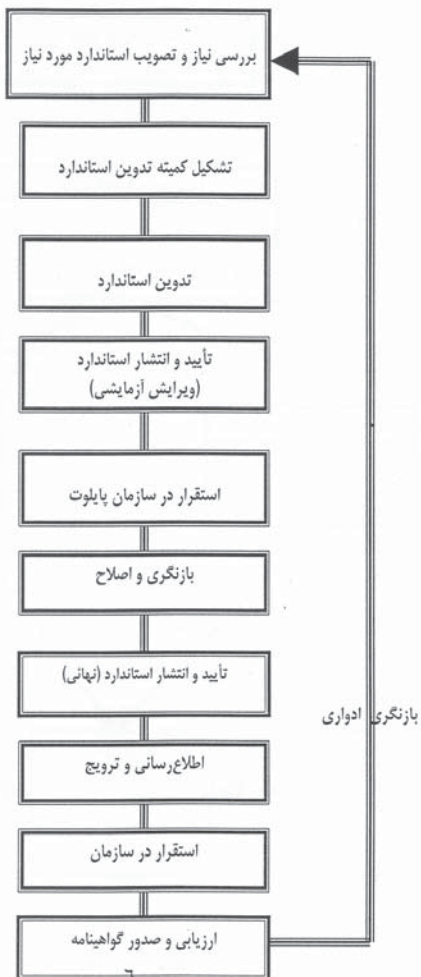 بررسی نیاز و تصویب استاندارد مورد نیاز
تشکیل کمیته تدوین استاندارد
تدوین استاندارد
تأیید و انتشار استاندارد
(ویرایش آزمایشی)
استقرار در سازمان پایلوت
بازنگری و اصلاح
تأیید و انتشار استاندارد (نهائی)
بازنگری ادواری
اطلاع‌رسانی و ترویج
استقرار در سازمان
ارزیابی و صدور گواهینامه